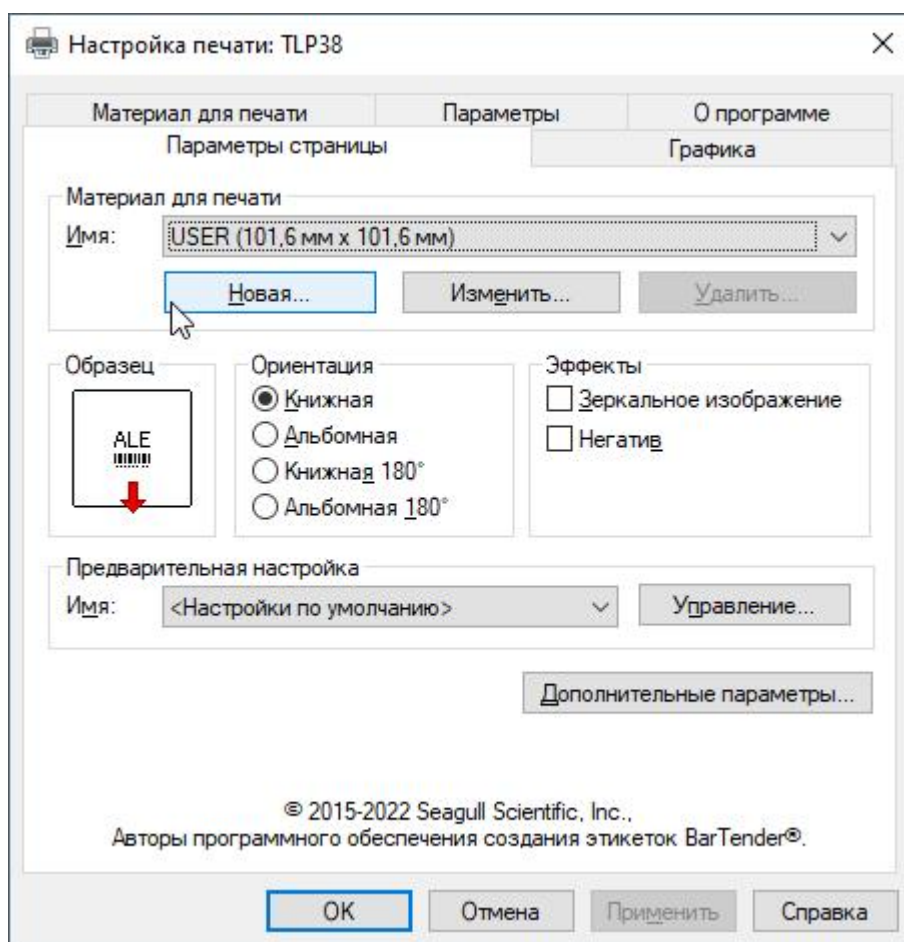 Настройка печати: TLP38
Материал для печати
Параметры
О программе
Параметры страницы
Графика
Материал для печати
Имя:
USER (101,6 мм x 101,6 мм)
Новая...
Изменить...
Удалить...
Образец
ALE
Ориентация
Книжная
Альбомная
Книжная 180°
Альбомная 180°
Эффекты
Зеркальное изображение
Негатив
Предварительная настройка
Имя:
<Настройки по умолчанию>
Управление...
Дополнительные параметры...
© 2015-2022 Seagull Scientific, Inc.,
Авторы программного обеспечения создания этикеток BarTender®.
OK
Отмена
Применить
Справка